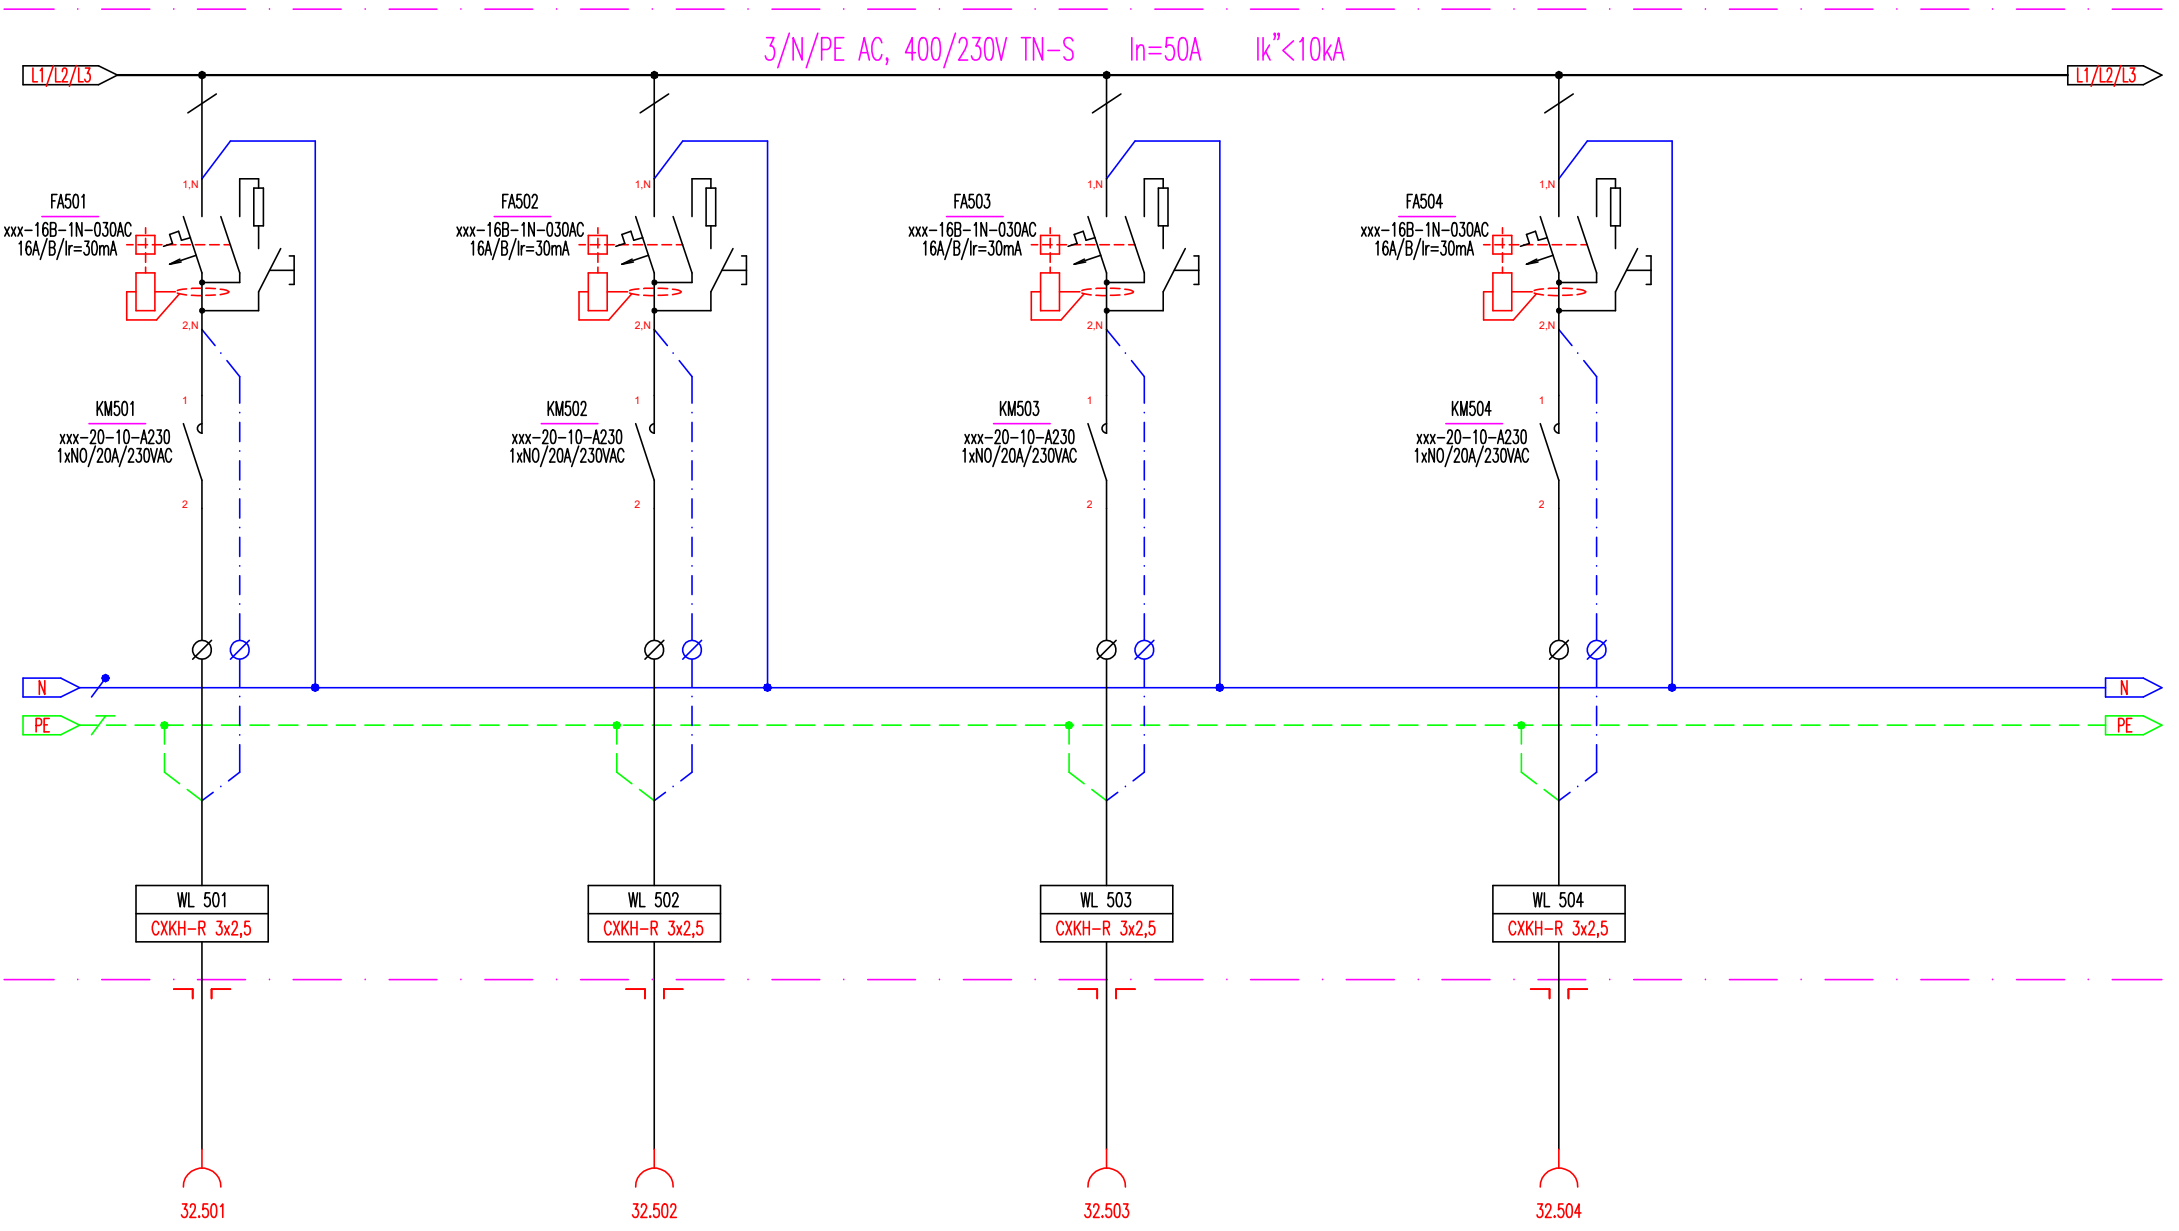 3/N/PE AC, 400/230V TN-S In=50A Ik"<10kA
L1/L2/L3 L1/L2/L3
1,N 1,N 1,N 1,N
FA501 FA502 FA503 FA504
xxx-16B-1N-030AC xxx-16B-1N-030AC xxx-16B-1N-030AC xxx-16B-1N-030AC
16A/B/Ir=30mA 16A/B/Ir=30mA 16A/B/Ir=30mA 16A/B/Ir=30mA
2,N 2,N 2,N 2,N
1 1 1 1
KM501 KM502 KM503 KM504
xxx-20-10-A230 xxx-20-10-A230 xxx-20-10-A230 xxx-20-10-A230
1xNO/20A/230VAC 1xNO/20A/230VAC 1xNO/20A/230VAC 1xNO/20A/230VAC
2 2 2 2
N N
PE PE
WL 501 WL 502 WL 503 WL 504
CXKH-R 3x2,5 CXKH-R 3x2,5 CXKH-R 3x2,5 CXKH-R 3x2,5
32.501 32.502 32.503 32.504